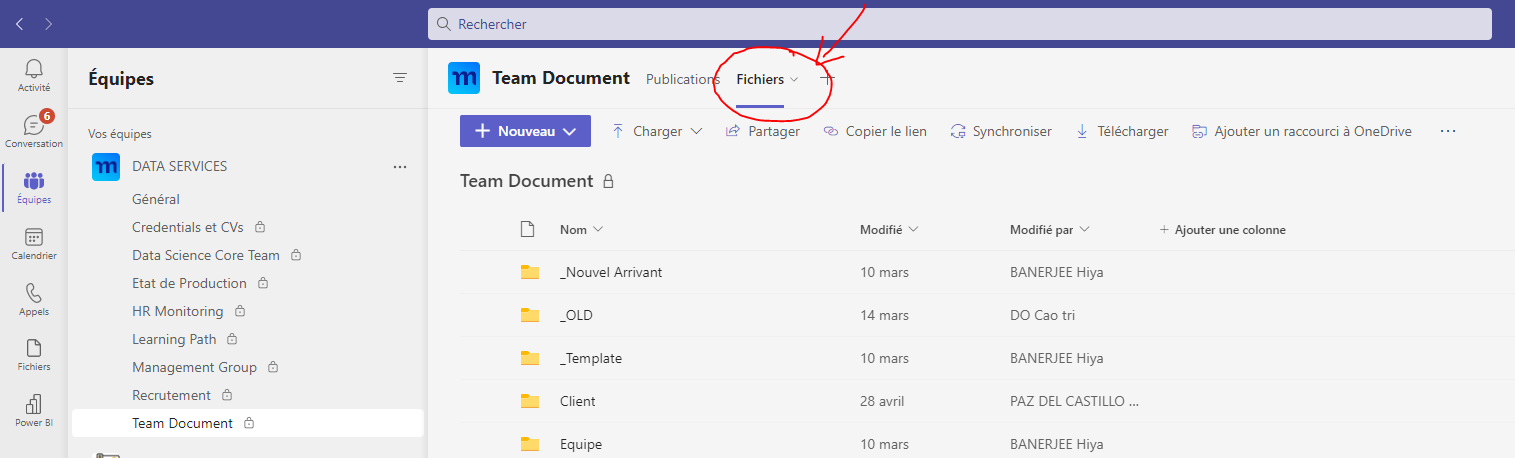 Rechercher
Activité
6
Conversation
Équipes
Calendrier
Appels
Fichiers
Power BI
Équipes
Vos équipes
m DATA SERVICES
Général
Credentials et CVs
Data Science Core Team
Etat de Production
HR Monitoring
Learning Path
Management Group
Recrutement
Team Document
m Team Document Publications Fichiers
Nouveau Charger Partager Copier le lien Synchroniser Télécharger Ajouter un raccourci à OneDrive ...
Team Document
Nom Modifié Modifié par + Ajouter une colonne
_Nouvel Arrivant 10 mars BANERJEE Hiya
_OLD 14 mars DO Cao tri
_Template 10 mars BANERJEE Hiya
Client 28 avril PAZ DEL CASTILLO ...
Equipe 10 mars BANERJEE Hiya